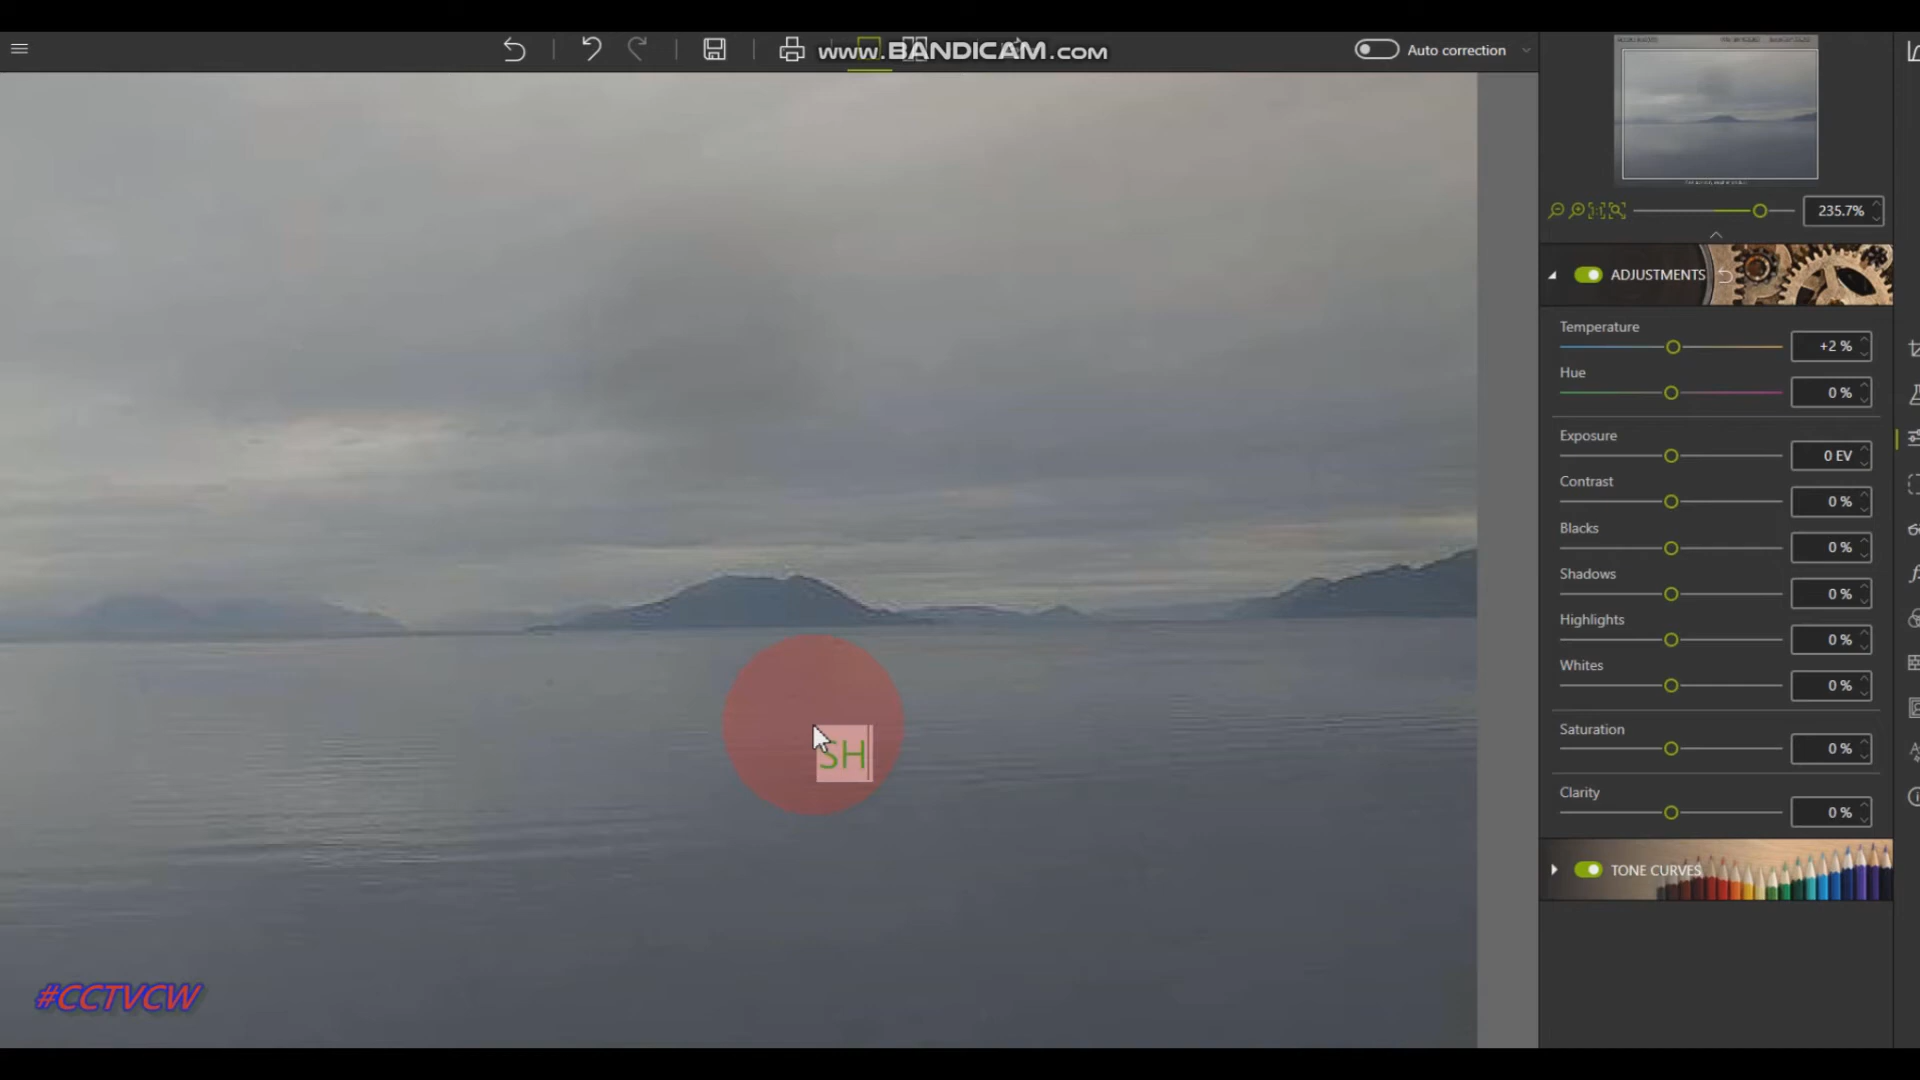 www.BANDICAM.com
Auto correction
235.7%
ADJUSTMENTS
Temperature
+2 %
Hue
0 %
Exposure
0 EV
Contrast
0 %
Blacks
0 %
Shadows
0 %
Highlights
0 %
Whites
0 %
Saturation
0 %
Clarity
0 %
TONE CURVES
SH
#CCTVCW